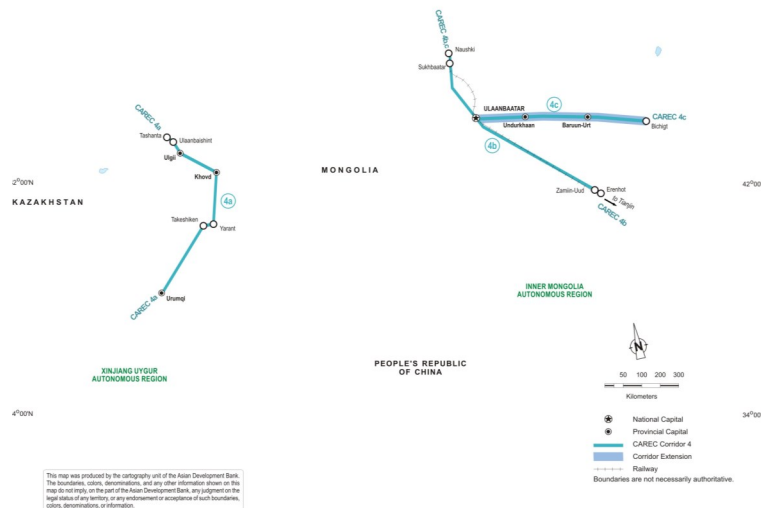 CAREC 4b,c
Naushki
Sukhbaatar
ULAANBAATAR
4c
CAREC 4c
Undurkhaan
Baruun-Urt
Bichigt
4b
CAREC 4a
Tashanta
Ulaanbaishint
Ulgii
Khovd
MONGOLIA
2°00'N
42°00'
KAZAKHSTAN
4a
Zamiin-Uud
Erenhot
to Tianjin
CAREC 4b
Takeshiken
Yarant
CAREC 4a
Urumqi
INNER MONGOLIA
AUTONOMOUS REGION
N
PEOPLE'S REPUBLIC
OF CHINA
XINJIANG UYGUR
AUTONOMOUS REGION
50 100 200 300
Kilometers
4°00'N
34°00'
National Capital
Provincial Capital
CAREC Corridor 4
Corridor Extension
Railway
Boundaries are not necessarily authoritative.
This map was produced by the cartography unit of the Asian Development Bank.
The boundaries, colors, denominations, and any other information shown on this
map do not imply, on the part of the Asian Development Bank, any judgment on the
legal status of any territory, or any endorsement or acceptance of such boundaries,
colors, denominations, or information.